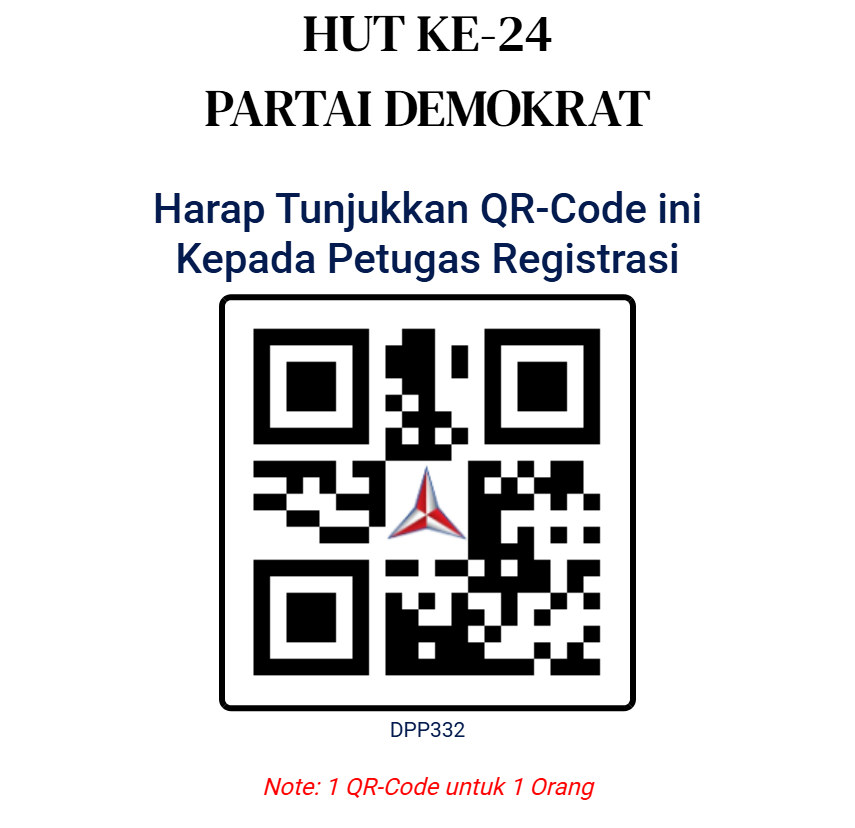 HUT KE-24
PARTAI DEMOKRAT
Harap Tunjukkan QR-Code ini
Kepada Petugas Registrasi
DPP332
Note: 1 QR-Code untuk 1 Orang